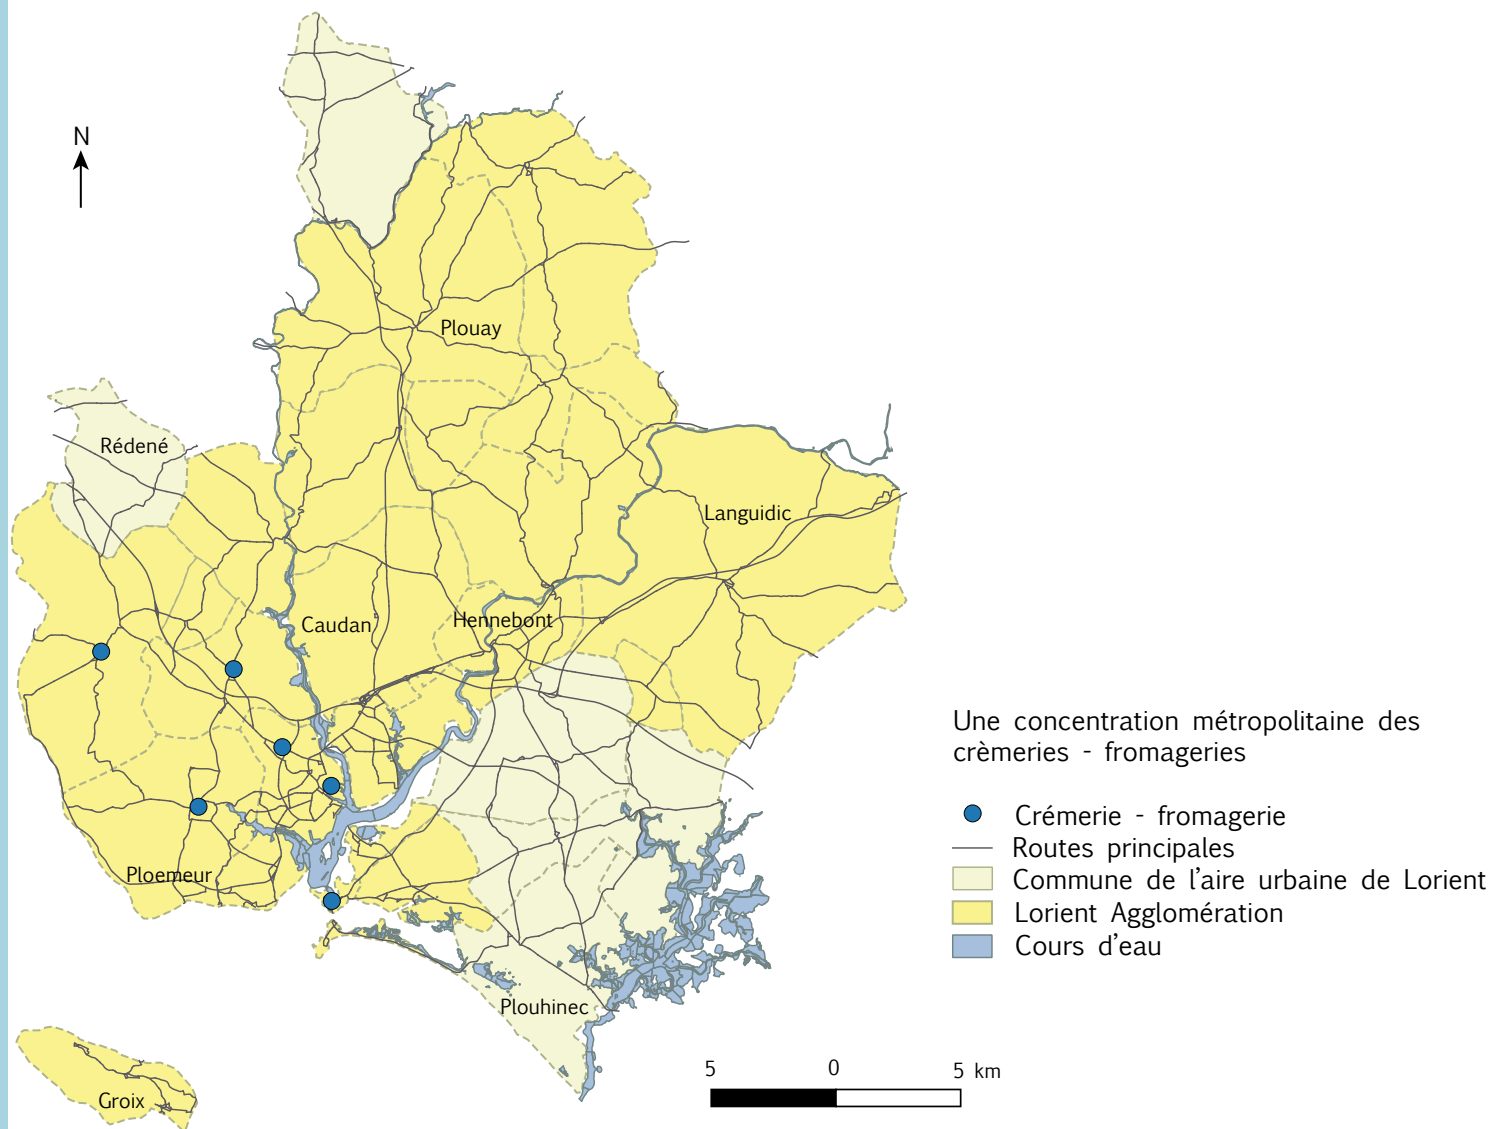 N
Plouay
Rédené
Languidic
Caudan
Hennebont
Ploemeur
Plouhinec
Groix
Une concentration métropolitaine des
crèmeries - fromageries
Crémerie - fromagerie
Routes principales
Commune de l'aire urbaine de Lorient
Lorient Agglomération
Cours d'eau
5 0 5 km